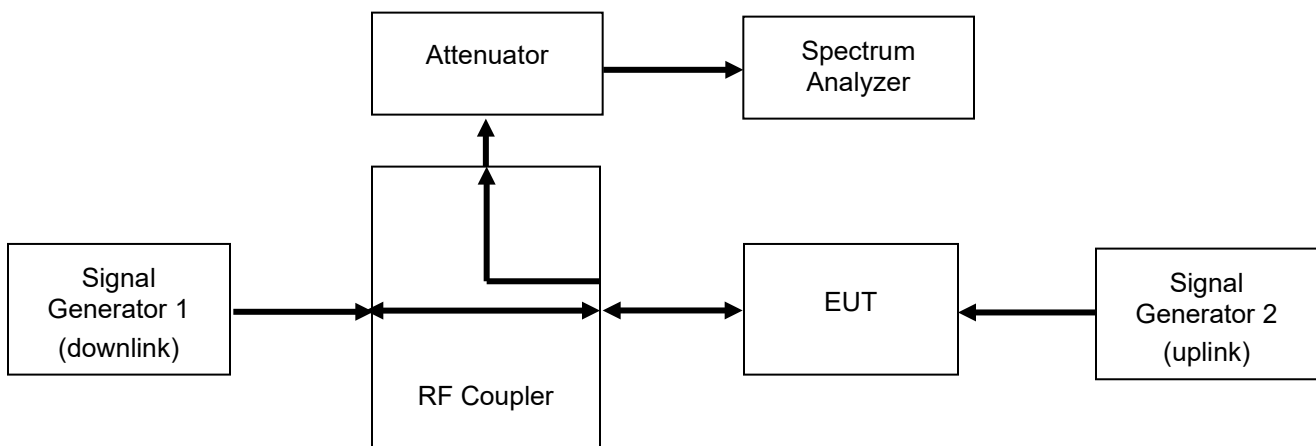 Attenuator
Spectrum
Analyzer
Signal
Generator 1
(downlink)
RF Coupler
EUT
Signal
Generator 2
(uplink)